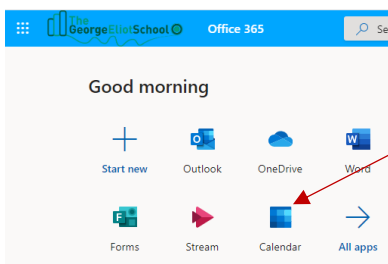 The
GeorgeEliotSchool Office 365 Se
Good morning
Start new Outlook OneDrive Word
Forms Stream Calendar All apps